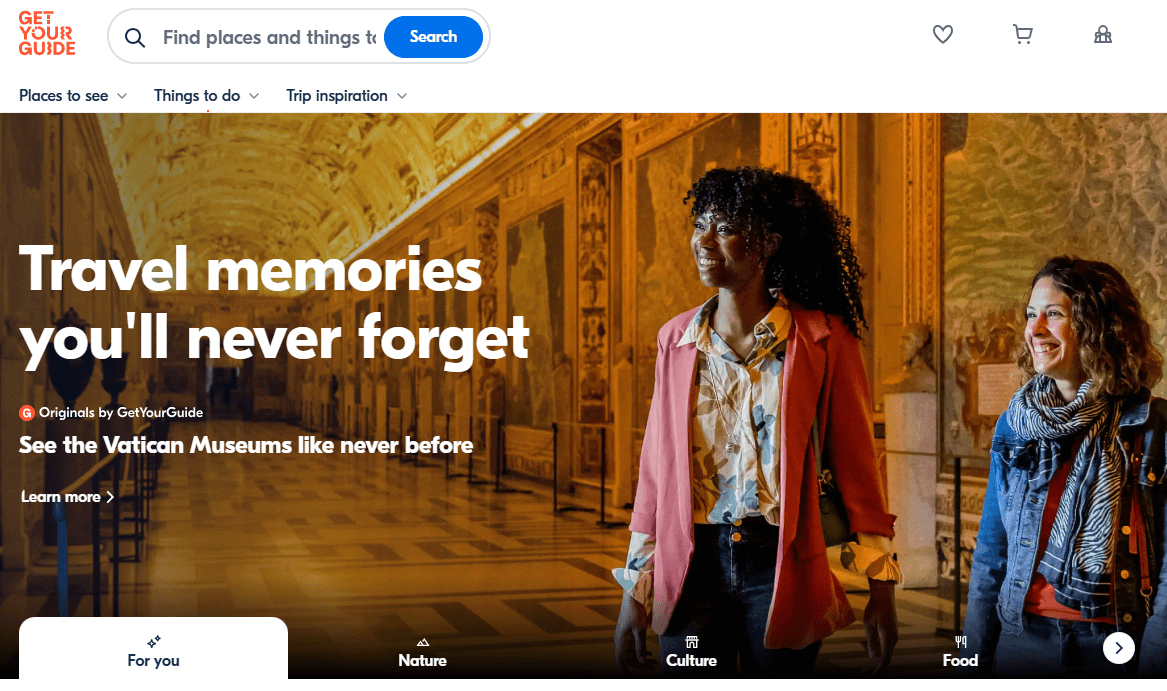 GET
YOUR
GUIDE
Find places and things to
Search
Places to see
Things to do
Trip inspiration
Travel memories
you'll never forget
G Originals by GetYourGuide
See the Vatican Museums like never before
Learn more
For you
Nature
Culture
Food